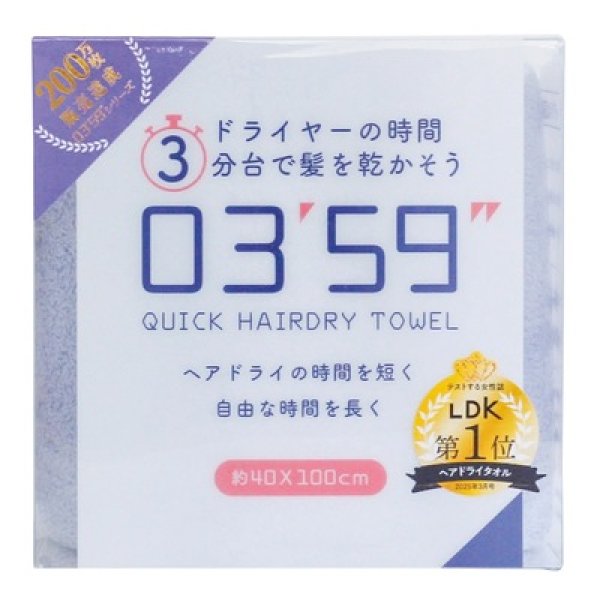 200万枚
販売達成
03'59"シリーズ
ドライヤーの時間
3分台で髪を乾かそう
03'59"
QUICK HAIRDRY TOWEL
ヘアドライの時間を短く
自由な時間を長く
約40X100cm
テストする女性誌
LDK
第1位
ヘアドライタオル
2025年3月号